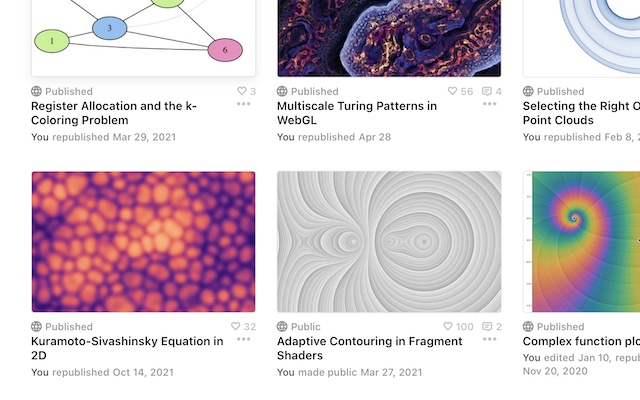 1
3
6
Published
3
Register Allocation and the k-
Coloring Problem
You republished Mar 29, 2021
Published
56
4
Multiscale Turing Patterns in
WebGL
You republished Apr 28
Published
Selecting the Right
Point Clouds
You republished Feb 8,
Published
32
Kuramoto-Sivashinsky Equation in
2D
You republished Oct 14, 2021
Public
100
2
Adaptive Contouring in Fragment
Shaders
You made public Mar 27, 2021
Published
Complex function
You edited Jan 10,
Nov 20, 2020